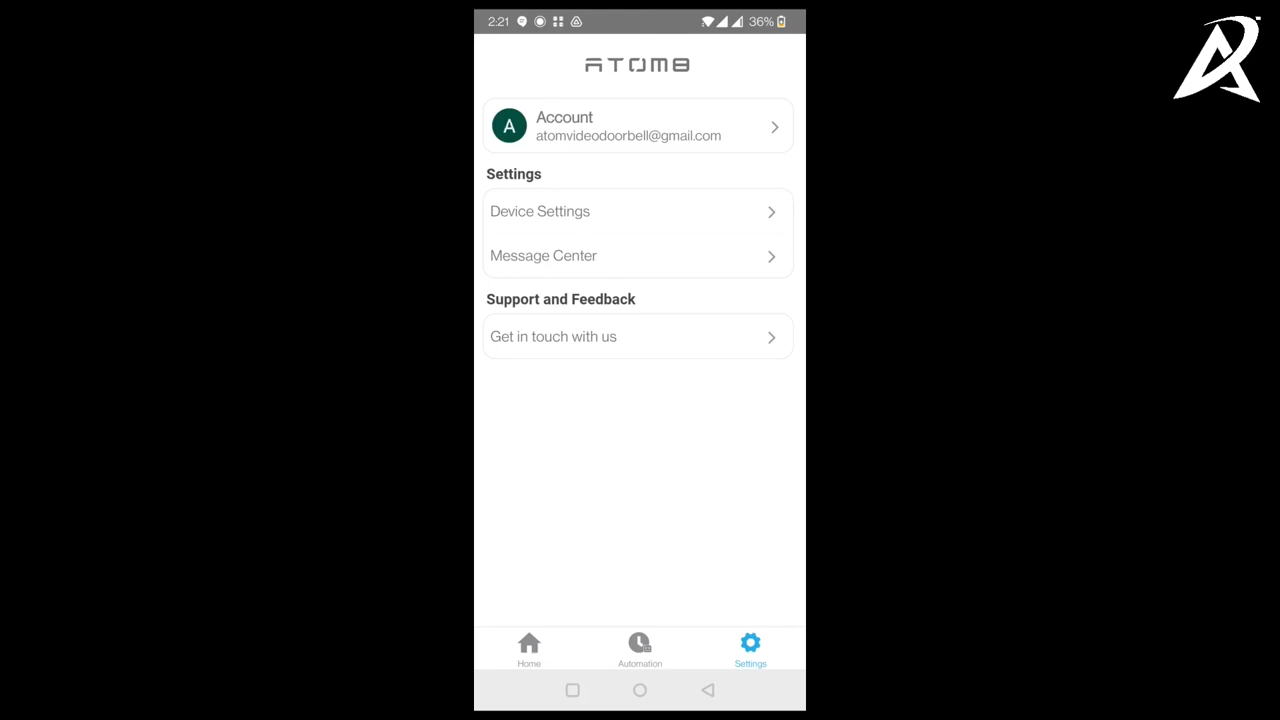 2:21
36%
ATOM8
A
Account
atomvideodoorbell@gmail.com
Settings
Device Settings
Message Center
Support and Feedback
Get in touch with us
Home
Automation
Settings